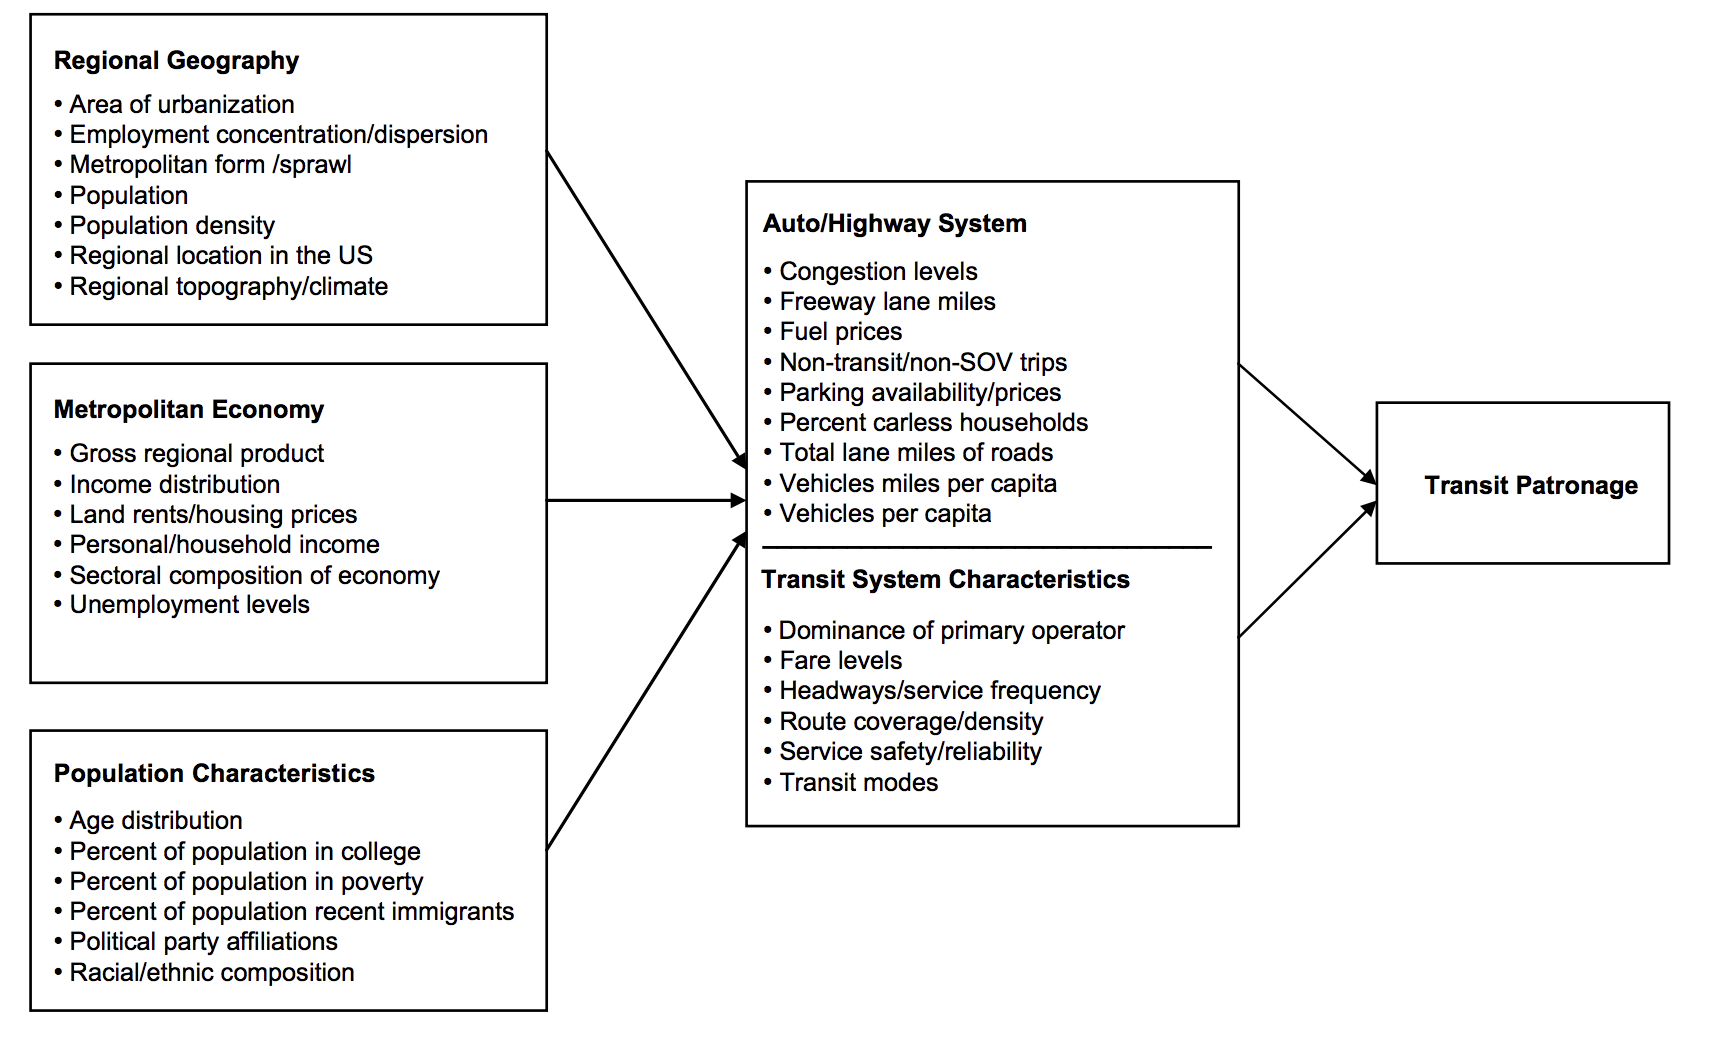 Regional Geography
• Area of urbanization
• Employment concentration/dispersion
• Metropolitan form /sprawl
• Population
• Population density
• Regional location in the US
• Regional topography/climate
Metropolitan Economy
• Gross regional product
• Income distribution
• Land rents/housing prices
• Personal/household income
• Sectoral composition of economy
• Unemployment levels
Population Characteristics
• Age distribution
• Percent of population in college
• Percent of population in poverty
• Percent of population recent immigrants
• Political party affiliations
• Racial/ethnic composition
Auto/Highway System
• Congestion levels
• Freeway lane miles
• Fuel prices
• Non-transit/non-SOV trips
• Parking availability/prices
• Percent carless households
• Total lane miles of roads
• Vehicles miles per capita
• Vehicles per capita
Transit System Characteristics
• Dominance of primary operator
• Fare levels
• Headways/service frequency
• Route coverage/density
• Service safety/reliability
• Transit modes
Transit Patronage